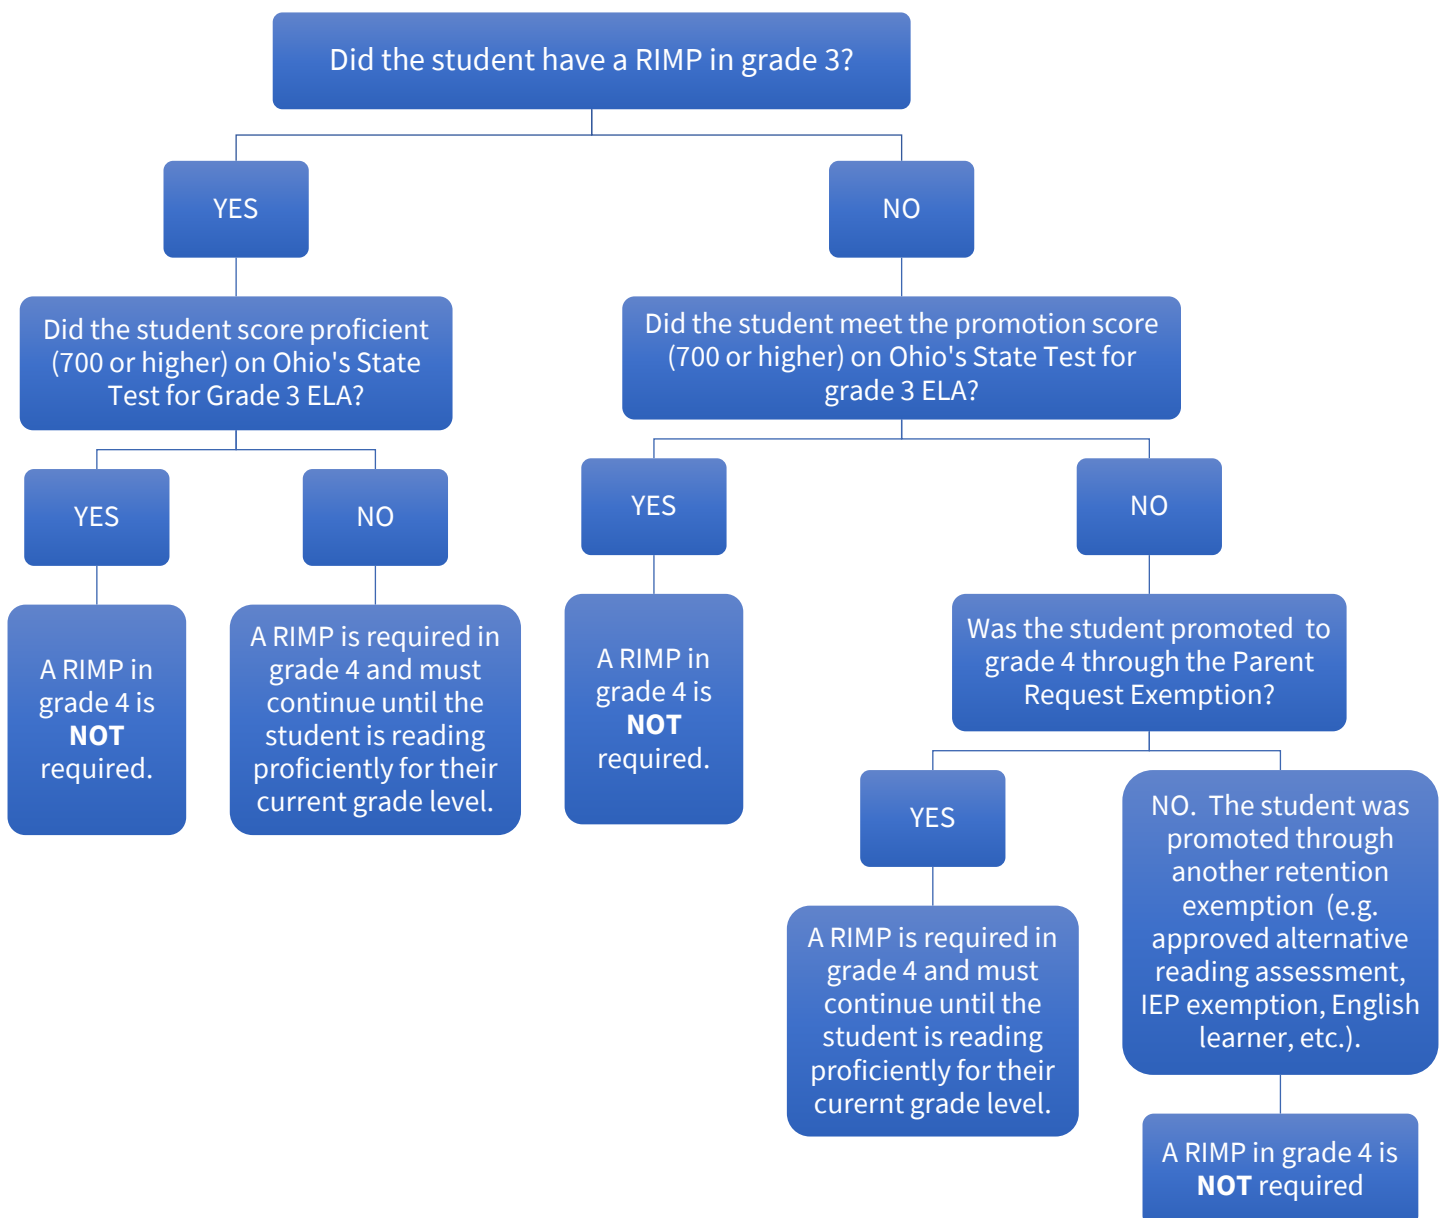 Did the student have a RIMP in grade 3?
YES
NO
Did the student score proficient
(700 or higher) on Ohio's State
Test for Grade 3 ELA?
Did the student meet the promotion score
(700 or higher) on Ohio's State Test for
grade 3 ELA?
YES
NO
YES
NO
A RIMP in
grade 4 is
NOT
required.
A RIMP is required in
grade 4 and must
continue until the
student is reading
proficiently for their
current grade level.
A RIMP in
grade 4 is
NOT
required.
Was the student promoted to
grade 4 through the Parent
Request Exemption?
YES
NO. The student was
promoted through
another retention
exemption (e.g.
approved alternative
reading assessment,
IEP exemption, English
learner, etc.).
A RIMP is required in
grade 4 and must
continue until the
student is reading
proficiently for their
curernt grade level.
A RIMP in grade 4 is
NOT required